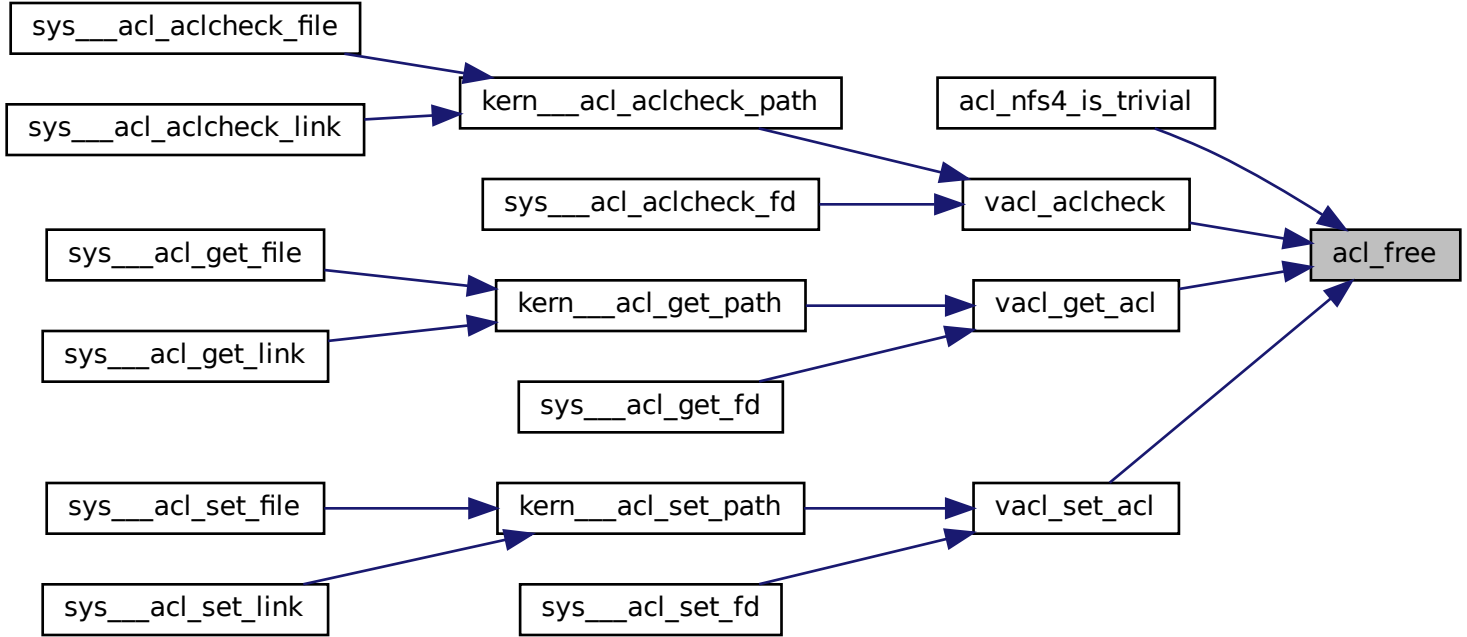 sys___acl_aclcheck_file
kern___acl_aclcheck_path
acl_nfs4_is_trivial
sys___acl_aclcheck_link
sys___acl_aclcheck_fd
vacl_aclcheck
sys___acl_get_file
acl_free
kern___acl_get_path
vacl_get_acl
sys___acl_get_link
sys___acl_get_fd
sys___acl_set_file
kern___acl_set_path
vacl_set_acl
sys___acl_set_link
sys___acl_set_fd